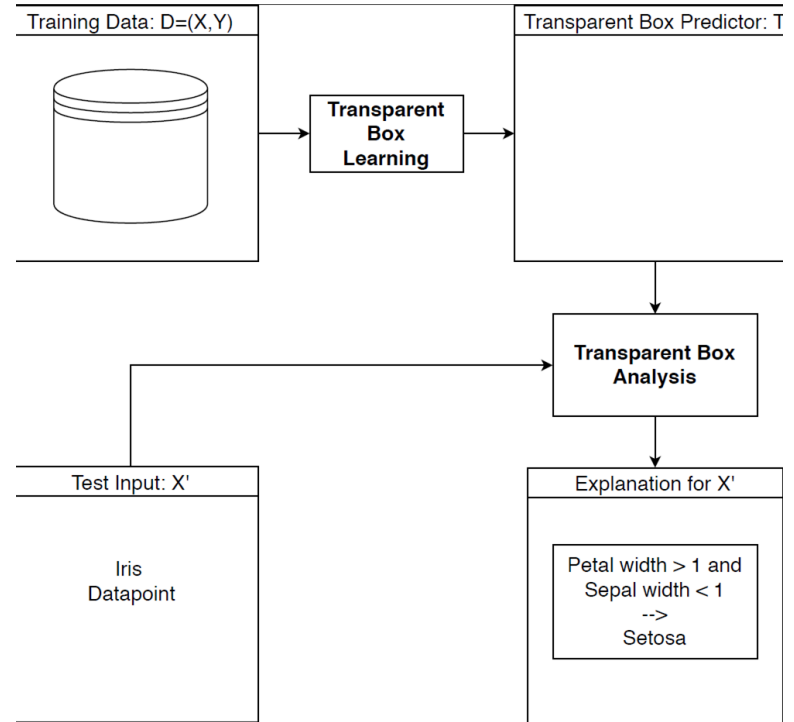 Training Data: D=(X,Y)
Transparent Box Predictor: T
Transparent
Box
Learning
Transparent Box
Analysis
Test Input: X'
Explanation for X'
Iris
Datapoint
Petal width > 1 and
Sepal width < 1
-->
Setosa